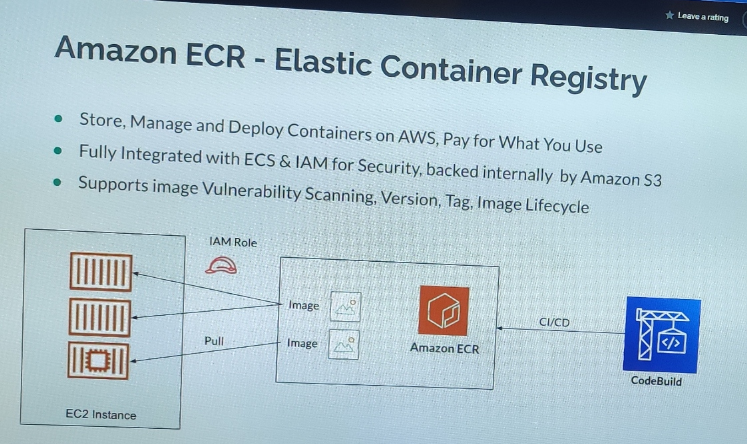 Leave a rating
Amazon ECR - Elastic Container Registry
Store, Manage and Deploy Containers on AWS, Pay for What You Use
Fully Integrated with ECS & IAM for Security, backed internally by Amazon S3
Supports image Vulnerability Scanning, Version, Tag, Image Lifecycle
IAM Role
Image
CI/CD
Pull
Image
Amazon ECR
CodeBuild
EC2 Instance